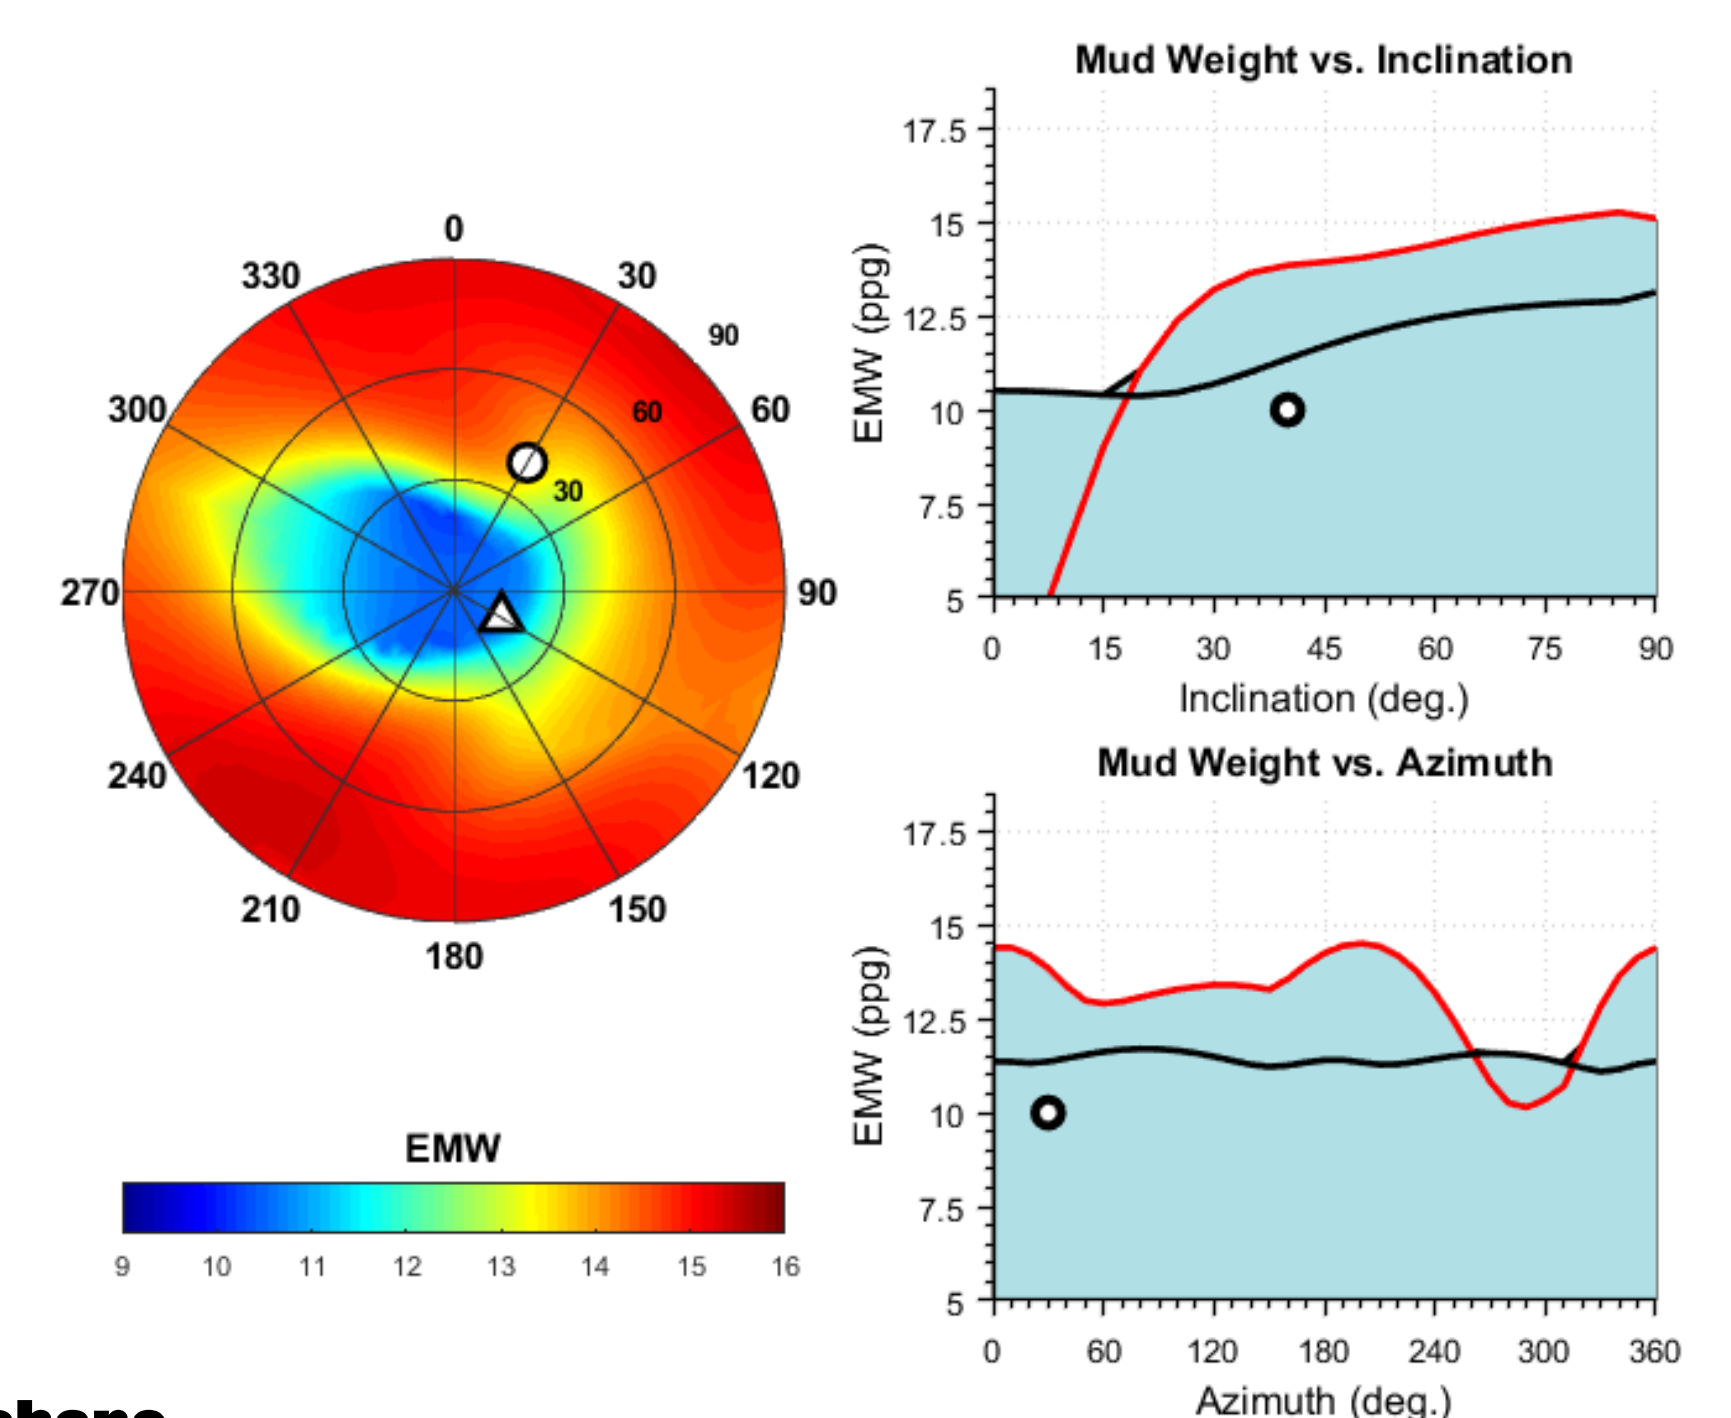 0
330
30
90
300
60
60
30
270
90
240
120
210
150
180
EMW
9 10 11 12 13 14 15 16
Mud Weight vs. Inclination
EMW (ppg)
17.5
15
12.5
10
7.5
5
0 15 30 45 60 75 90
Inclination (deg.)
Mud Weight vs. Azimuth
EMW (ppg)
17.5
15
12.5
10
7.5
5
0 60 120 180 240 300 360
Azimuth (deg.)